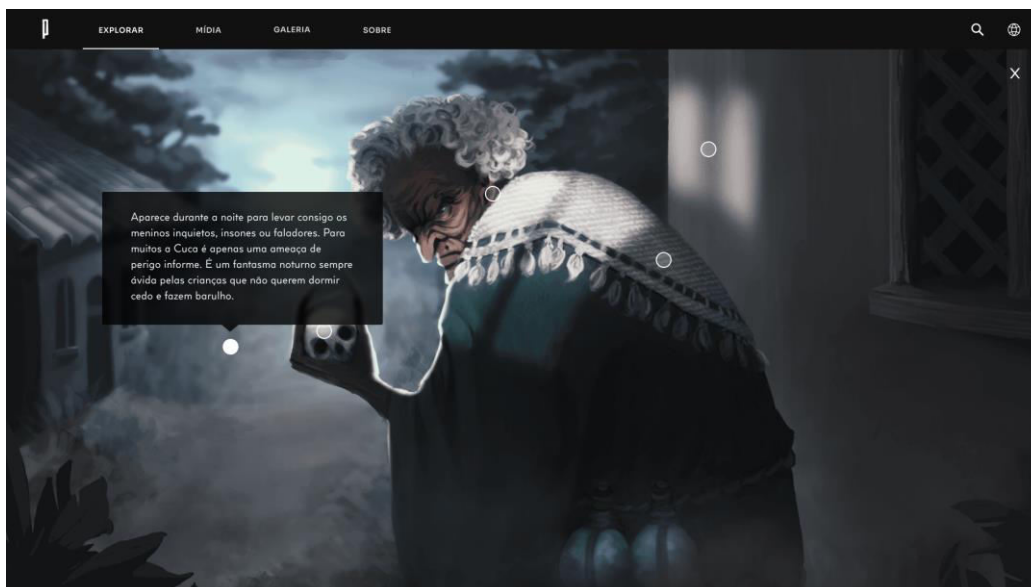 EXPLORAR
MÍDIA
GALERIA
SOBRE
X
Aparece durante a noite para levar consigo os
meninos inquietos, insones ou faladores. Para
muitos a Cuca é apenas uma ameaça de
perigo informe. É um fantasma noturno sempre
ávida pelas crianças que não querem dormir
cedo e fazem barulho.